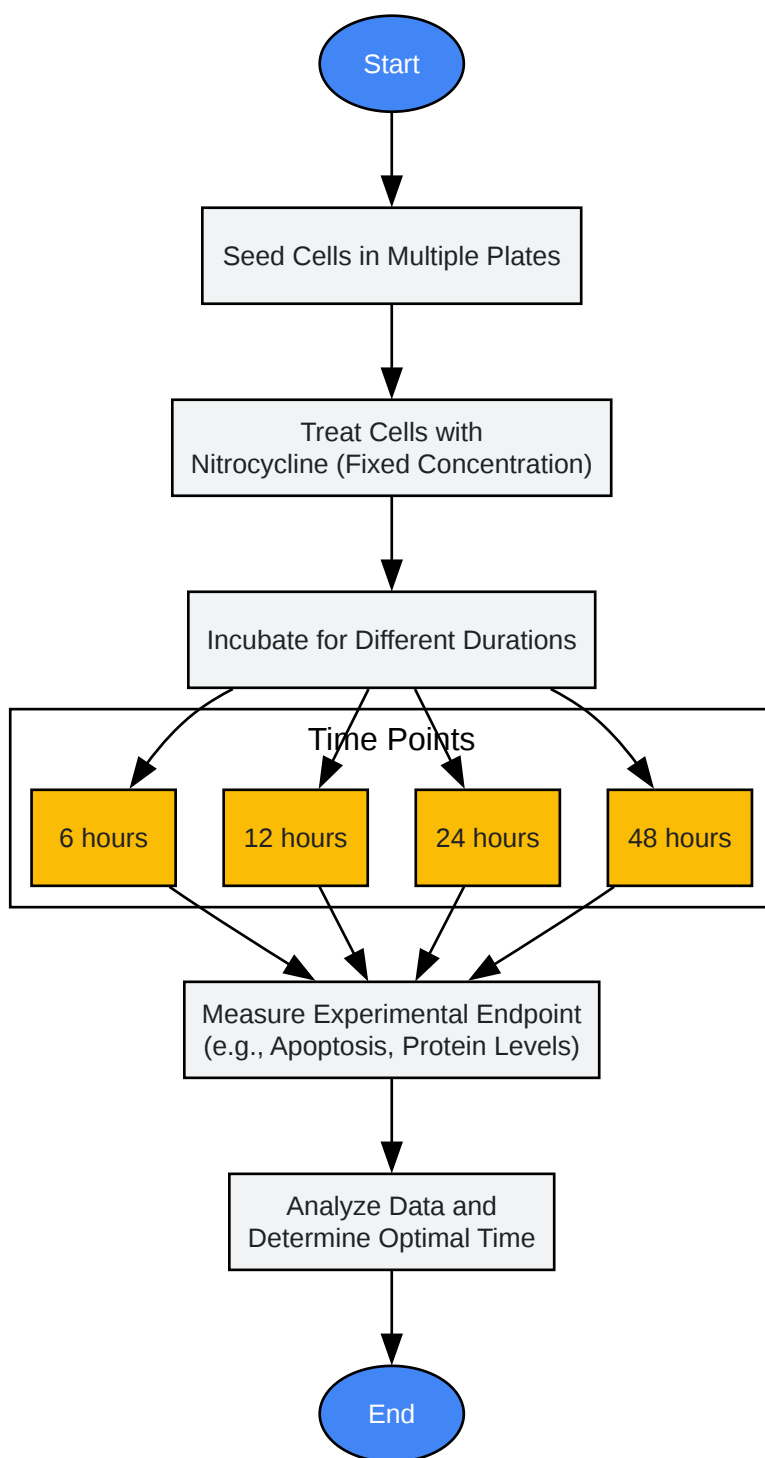 Start
Seed Cells in Multiple Plates
Treat Cells with
Nitrocycline (Fixed Concentration)
Incubate for Different Durations
Time Points
6 hours
12 hours
24 hours
48 hours
Measure Experimental Endpoint
(e.g., Apoptosis, Protein Levels)
Analyze Data and
Determine Optimal Time
End